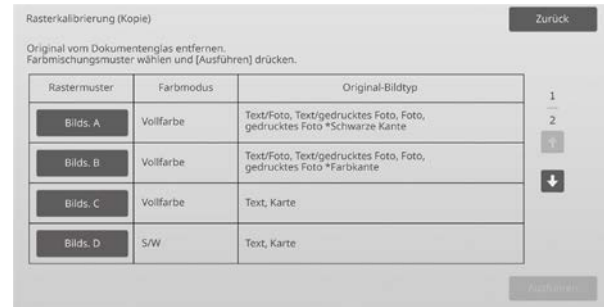 Rasterkalibrierung (Kopie)
Zurück
Original vom Dokumentenglas entfernen.
Farbmischungsmuster wählen und [Ausführen] drücken.
Rastermuster Farbmodus Original-Bildtyp
Bilds. A Vollfarbe Text/Foto, Text/gedrucktes Foto, Foto,
gedrucktes Foto *Schwarze Kante
Bilds. B Vollfarbe Text/Foto, Text/gedrucktes Foto, Foto,
gedrucktes Foto *Farbkante
Bilds. C Vollfarbe Text, Karte
Bilds. D S/W Text, Karte
1
2
Ausführen